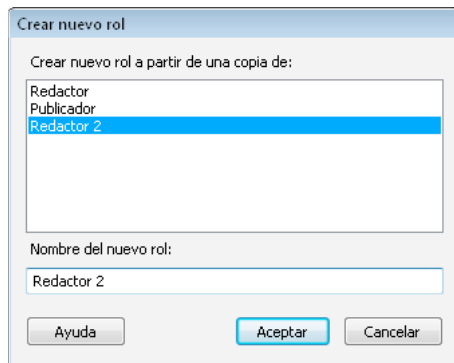 Crear nuevo rol
Crear nuevo rol a partir de una copia de:
Redactor
Publicador
Redactor 2
Nombre del nuevo rol:
Redactor 2
Ayuda
Aceptar
Cancelar